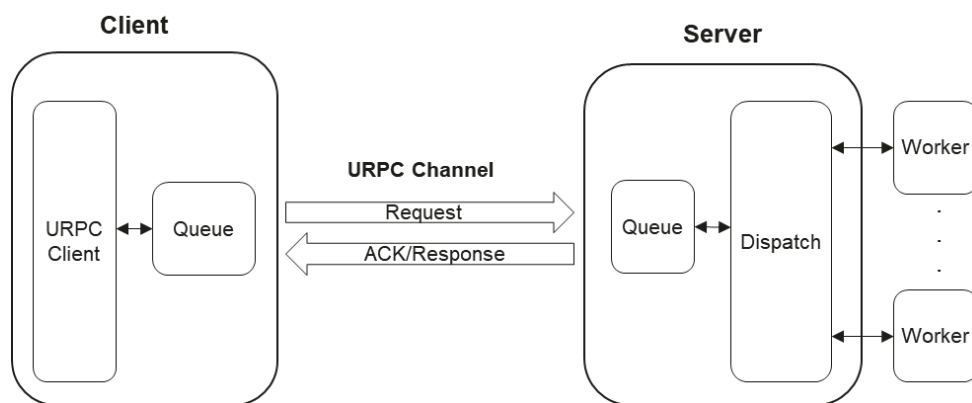 Client
Server
URPC Channel
URPC
Client
Queue
Request
ACK/Response
Queue
Dispatch
Worker
.
.
.
Worker